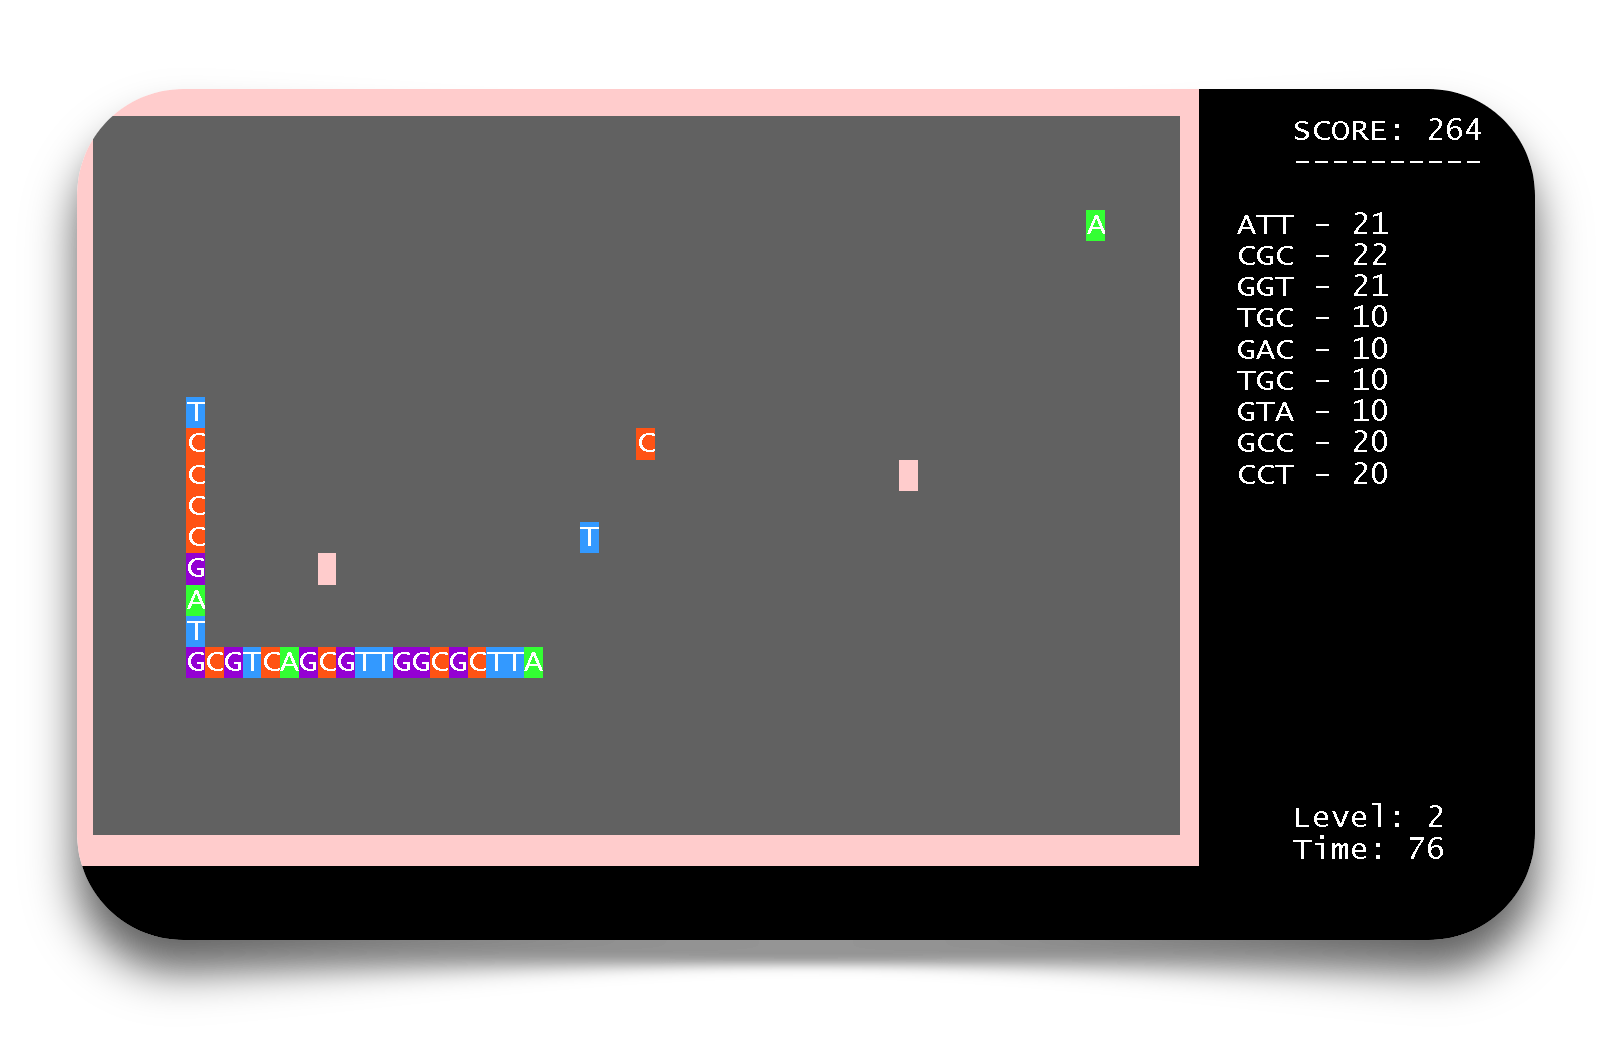 SCORE: 264
----------
A
ATT - 21
CGC - 22
GGT - 21
TGC - 10
GAC - 10
TGC - 10
GTA - 10
GCC - 20
CCT - 20
T
C
C
C
C
G
A
T
GCGTCAGCGTTGGCGCTTA
C
T
Level: 2
Time: 76